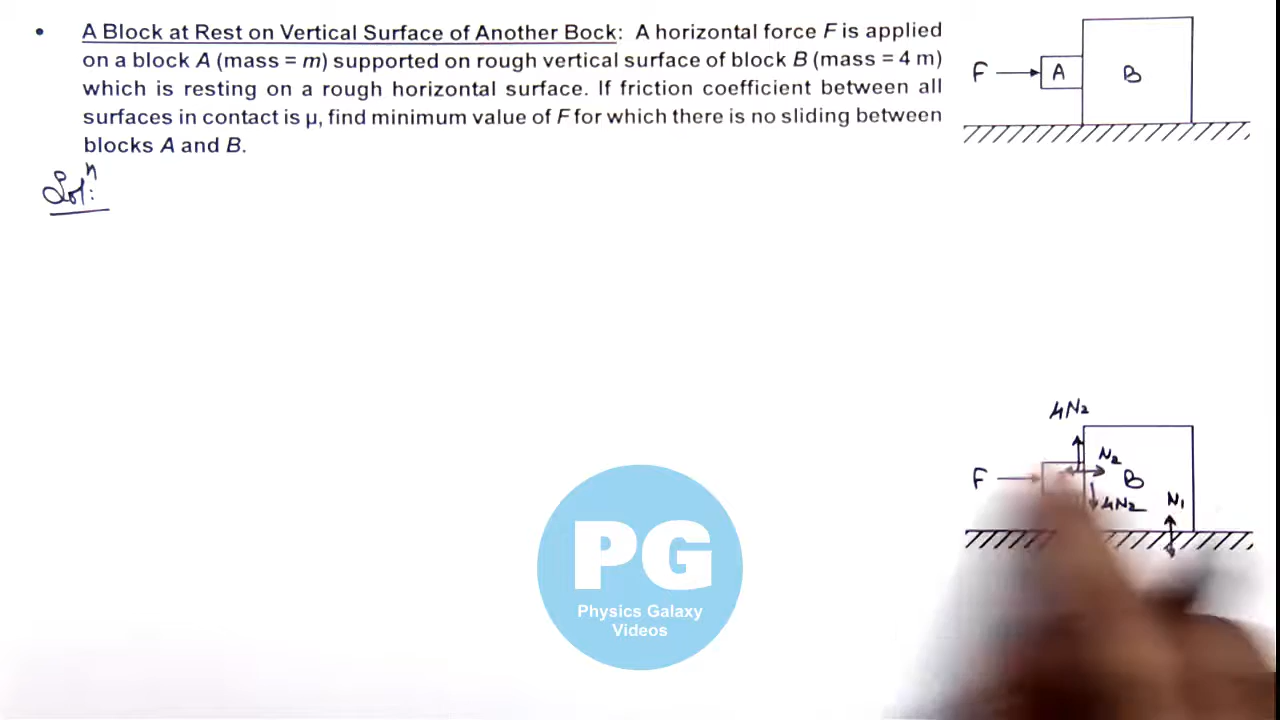 • A Block at Rest on Vertical Surface of Another Bock: A horizontal force F is applied
on a block A (mass = m) supported on rough vertical surface of block B (mass = 4 m)
which is resting on a rough horizontal surface. If friction coefficient between all
surfaces in contact is μ, find minimum value of F for which there is no sliding between
blocks A and B.
F A B
Solⁿ:
μN₂
N₂
F B
μN₂ N₁
PG
Physics Galaxy
Videos